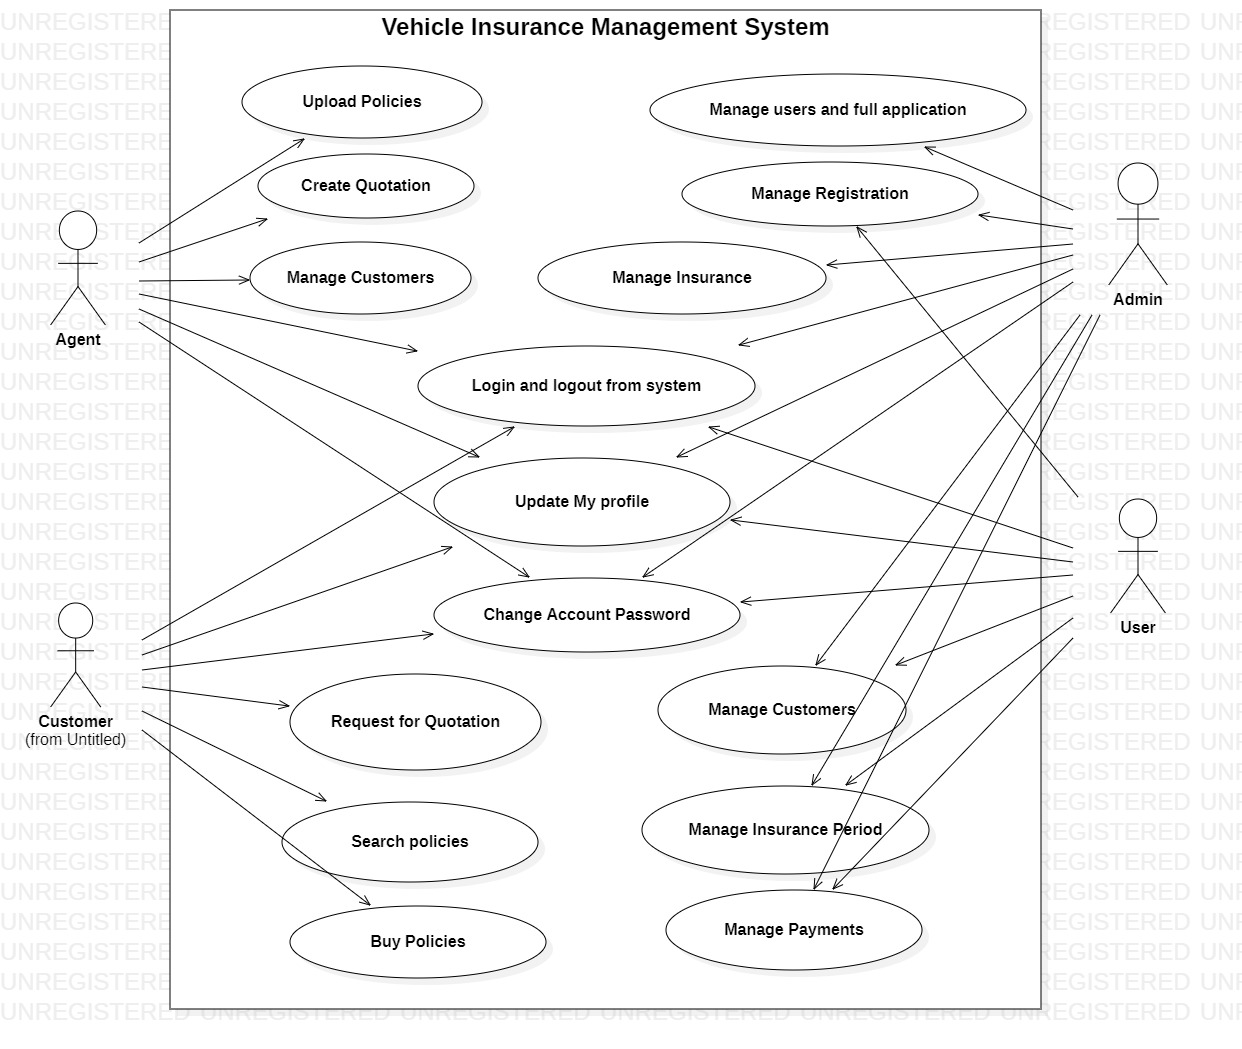 Vehicle Insurance Management System
Upload Policies
Manage users and full application
Create Quotation
Manage Registration
Manage Customers
Manage Insurance
Agent
Admin
Login and logout from system
Update My profile
Change Account Password
User
Customer
(from Untitled)
Request for Quotation
Manage Customers
Search policies
Manage Insurance Period
Buy Policies
Manage Payments
UNREGISTERED UNREGISTERED UNREGISTERED UNREGISTERED UNREGISTERED UNREGISTERED